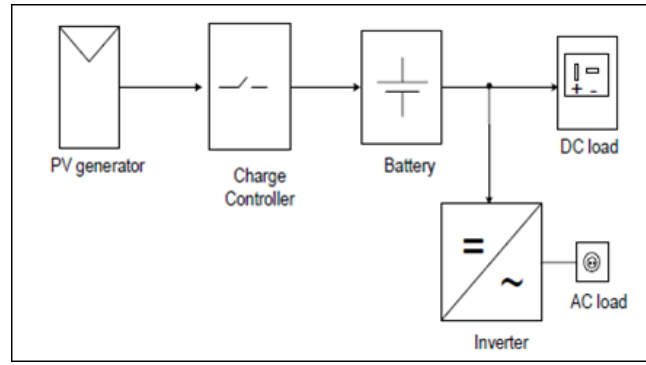 PV generator
Charge
Controller
Battery
+ -
DC load
=
~
Inverter
AC load